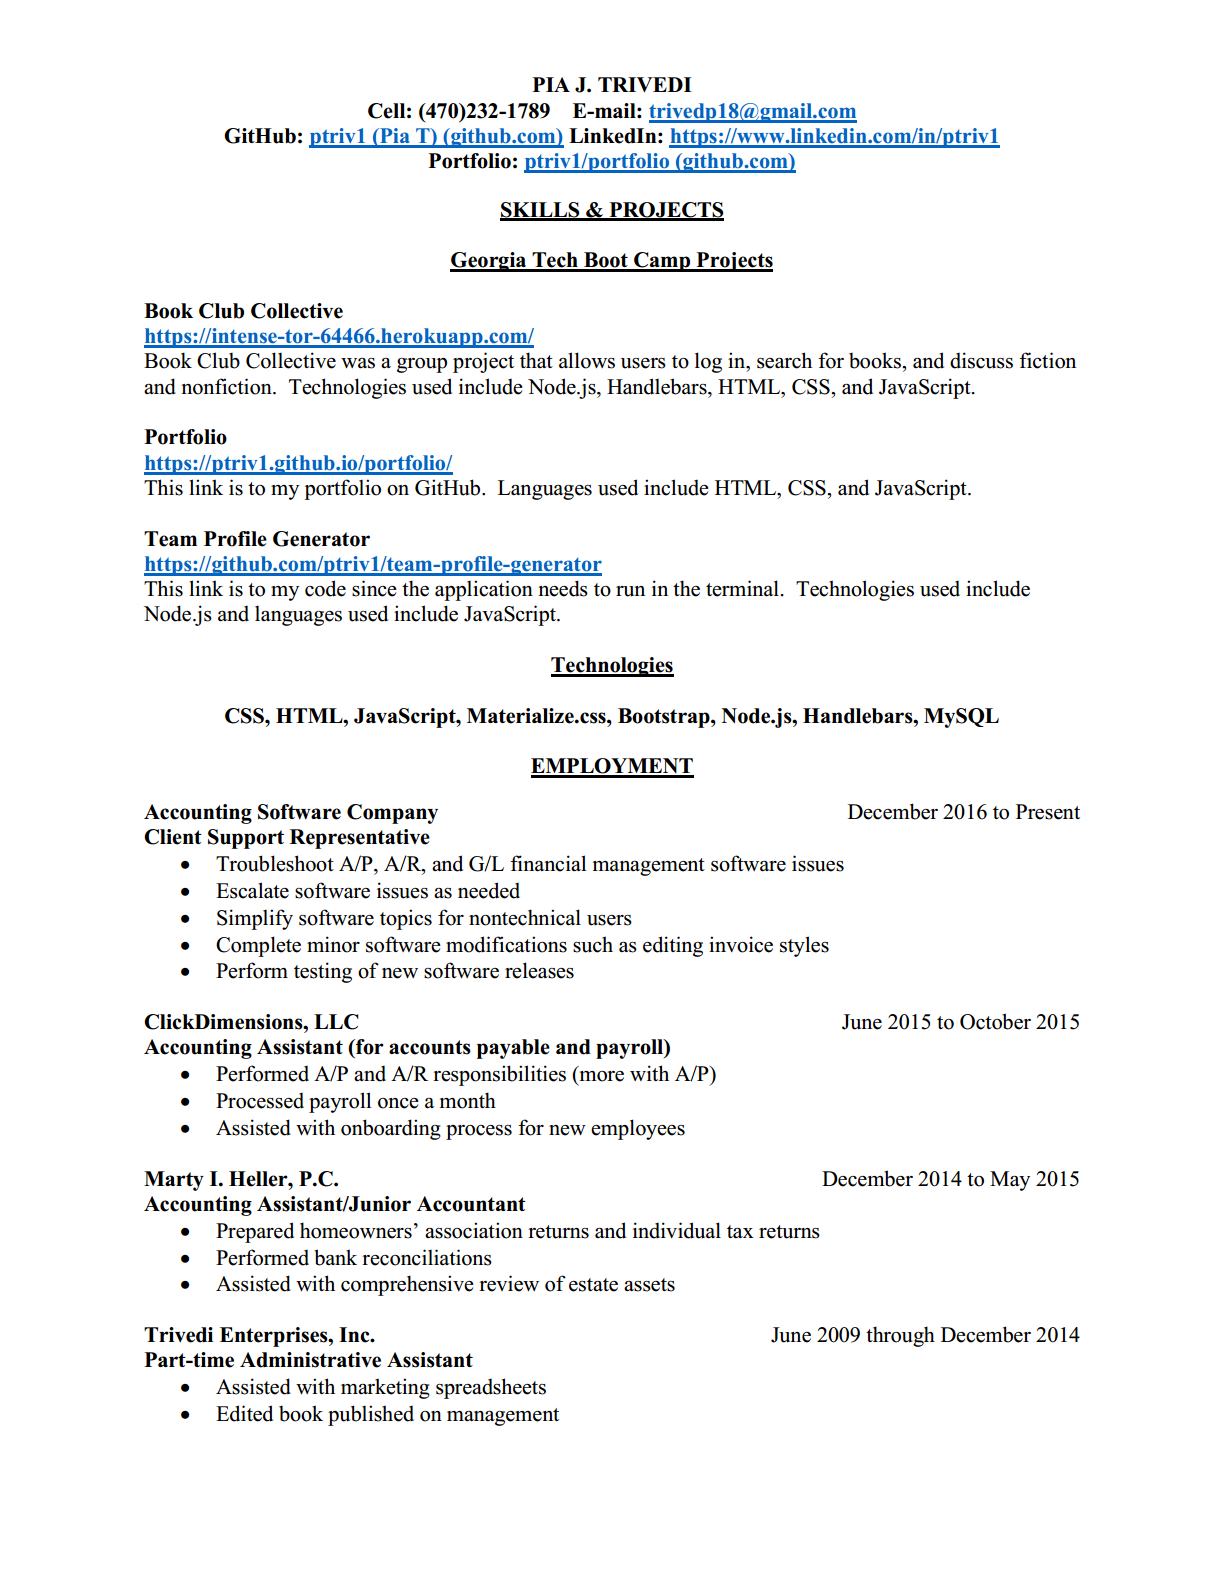 PIA J. TRIVEDI
Cell: (470)232-1789 E-mail: trivedp18@gmail.com
GitHub: ptriv1 (Pia T) (github.com) LinkedIn: https://www.linkedin.com/in/ptriv1
Portfolio: ptriv1/portfolio (github.com)
SKILLS & PROJECTS
Georgia Tech Boot Camp Projects
Book Club Collective
https://intense-tor-64466.herokuapp.com/
Book Club Collective was a group project that allows users to log in, search for books, and discuss fiction
and nonfiction. Technologies used include Node.js, Handlebars, HTML, CSS, and JavaScript.
Portfolio
https://ptriv1.github.io/portfolio/
This link is to my portfolio on GitHub. Languages used include HTML, CSS, and JavaScript.
Team Profile Generator
https://github.com/ptriv1/team-profile-generator
This link is to my code since the application needs to run in the terminal. Technologies used include
Node.js and languages used include JavaScript.
Technologies
CSS, HTML, JavaScript, Materialize.css, Bootstrap, Node.js, Handlebars, MySQL
EMPLOYMENT
Accounting Software Company December 2016 to Present
Client Support Representative
• Troubleshoot A/P, A/R, and G/L financial management software issues
• Escalate software issues as needed
• Simplify software topics for nontechnical users
• Complete minor software modifications such as editing invoice styles
• Perform testing of new software releases
ClickDimensions, LLC June 2015 to October 2015
Accounting Assistant (for accounts payable and payroll)
• Performed A/P and A/R responsibilities (more with A/P)
• Processed payroll once a month
• Assisted with onboarding process for new employees
Marty I. Heller, P.C. December 2014 to May 2015
Accounting Assistant/Junior Accountant
• Prepared homeowners’ association returns and individual tax returns
• Performed bank reconciliations
• Assisted with comprehensive review of estate assets
Trivedi Enterprises, Inc. June 2009 through December 2014
Part-time Administrative Assistant
• Assisted with marketing spreadsheets
• Edited book published on management